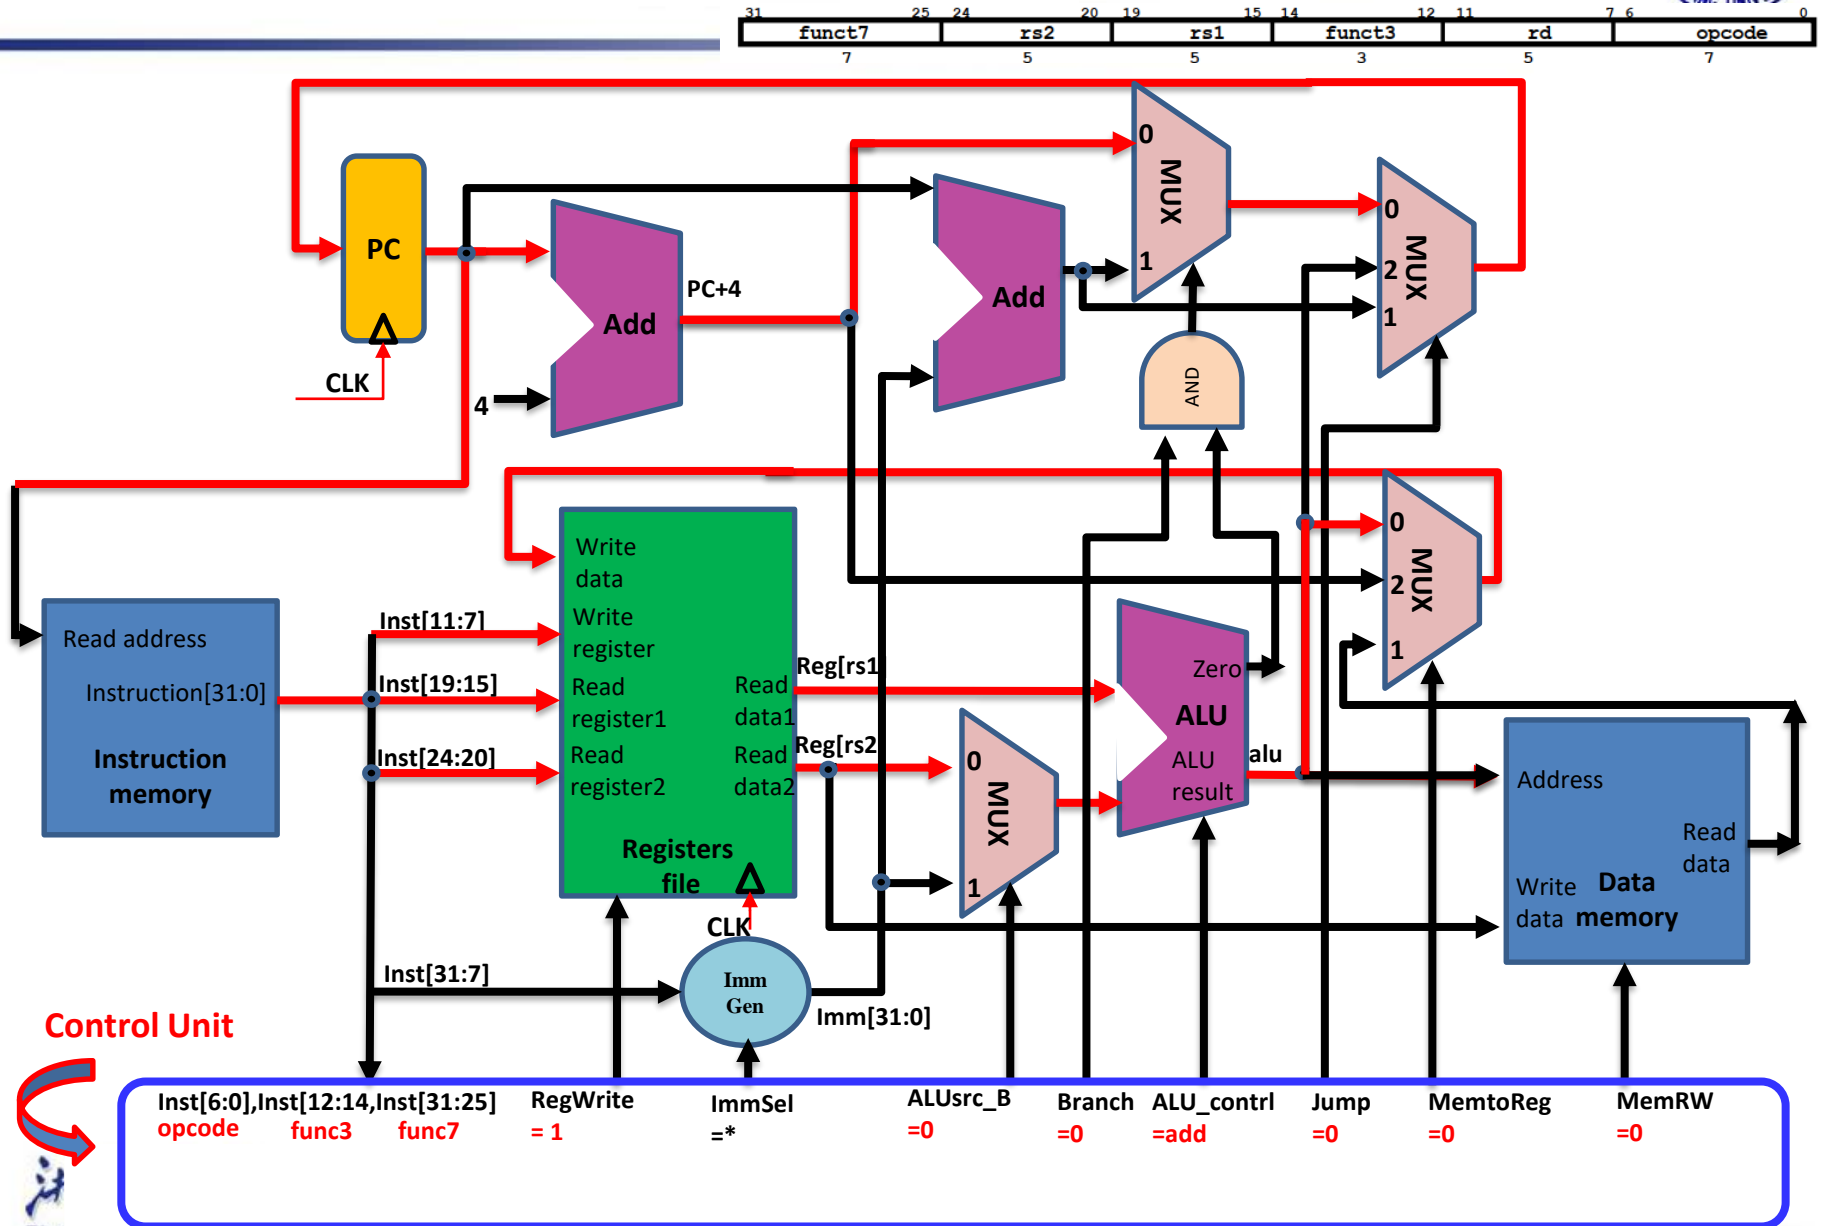 31 25 24 20 19 15 14 12 11 7 6 0
funct7 rs2 rs1 funct3 rd opcode
7 5 5 3 5 7
0
MUX
1
0
2
MUX
1
PC
CLK
PC+4
Add
4
Add
AND
Write
data
Write
register
Read
register1
Read
register2
Read
data1
Read
data2
Registers
file
CLK
Inst[11:7]
Inst[19:15]
Inst[24:20]
Inst[31:7]
Read address
Instruction[31:0]
Instruction
memory
Reg[rs1
Reg[rs2
0
MUX
1
Zero
ALU
ALU
result
alu
0
MUX
2
1
Address
Read
data
Write
data
Data
memory
Imm
Gen
Imm[31:0]
Control Unit
Inst[6:0],Inst[12:14,Inst[31:25] RegWrite ImmSel ALUsrc_B Branch ALU_contrl Jump MemtoReg MemRW
opcode func3 func7 = 1 =* =0 =0 =add =0 =0 =0